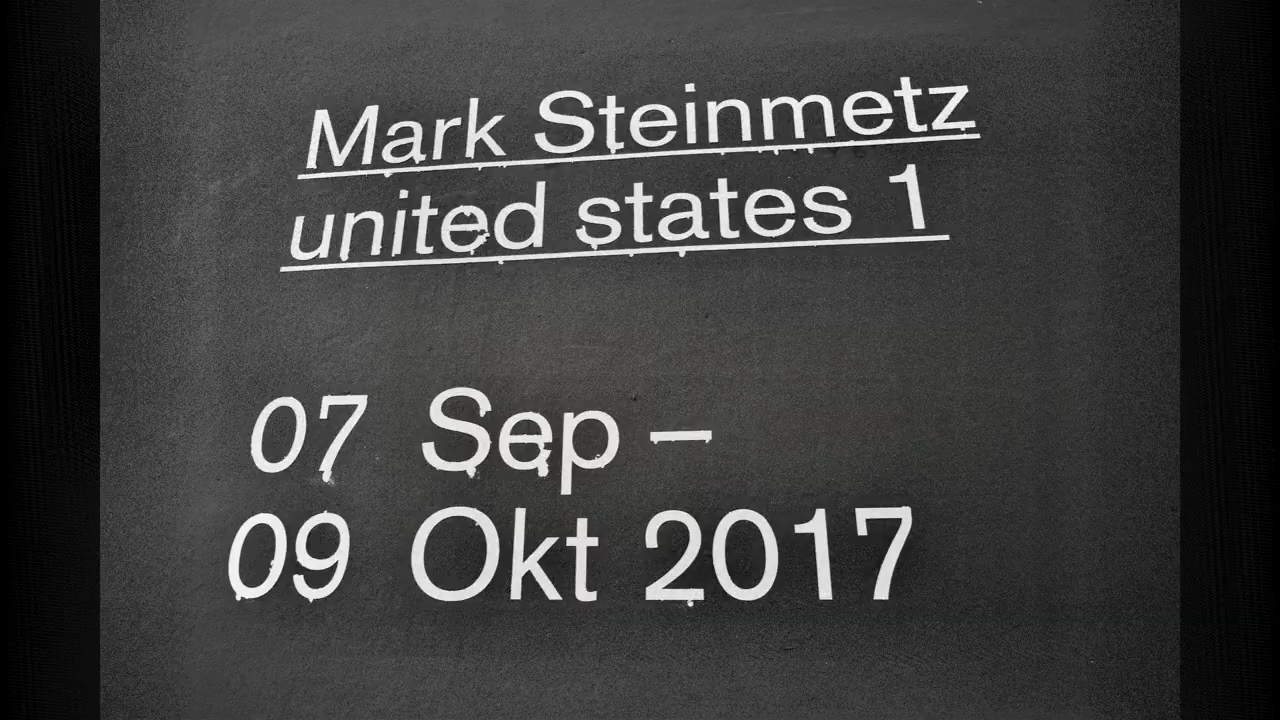 Mark Steinmetz
united states 1
07 Sep –
09 Okt 2017